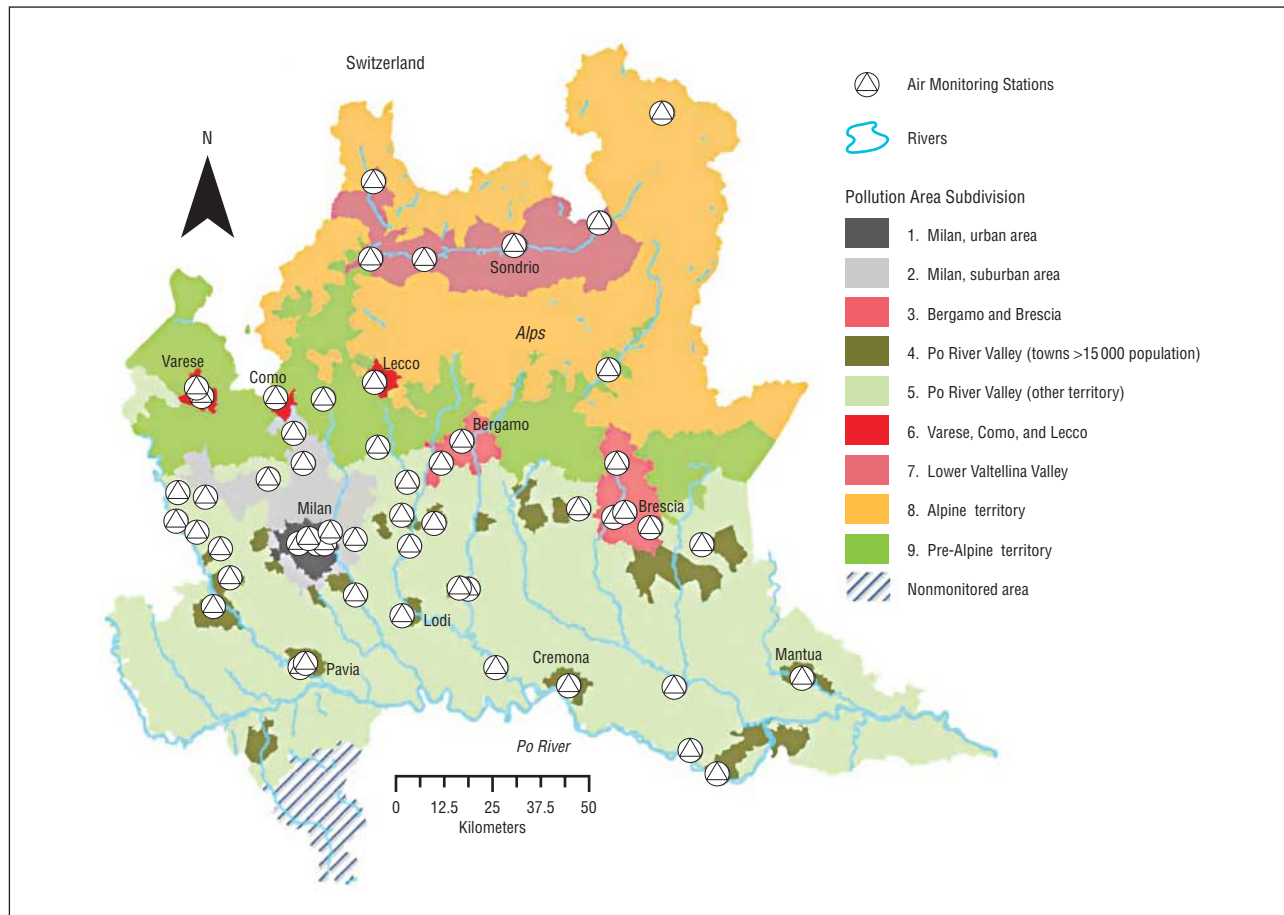 Switzerland
N
Sondrio
Alps
Varese
Como
Lecco
Bergamo
Milan
Brescia
Lodi
Pavia
Cremona
Mantua
Po River
0 12.5 25 37.5 50
Kilometers
Air Monitoring Stations
Rivers
Pollution Area Subdivision
1. Milan, urban area
2. Milan, suburban area
3. Bergamo and Brescia
4. Po River Valley (towns >15 000 population)
5. Po River Valley (other territory)
6. Varese, Como, and Lecco
7. Lower Valtellina Valley
8. Alpine territory
9. Pre-Alpine territory
Nonmonitored area